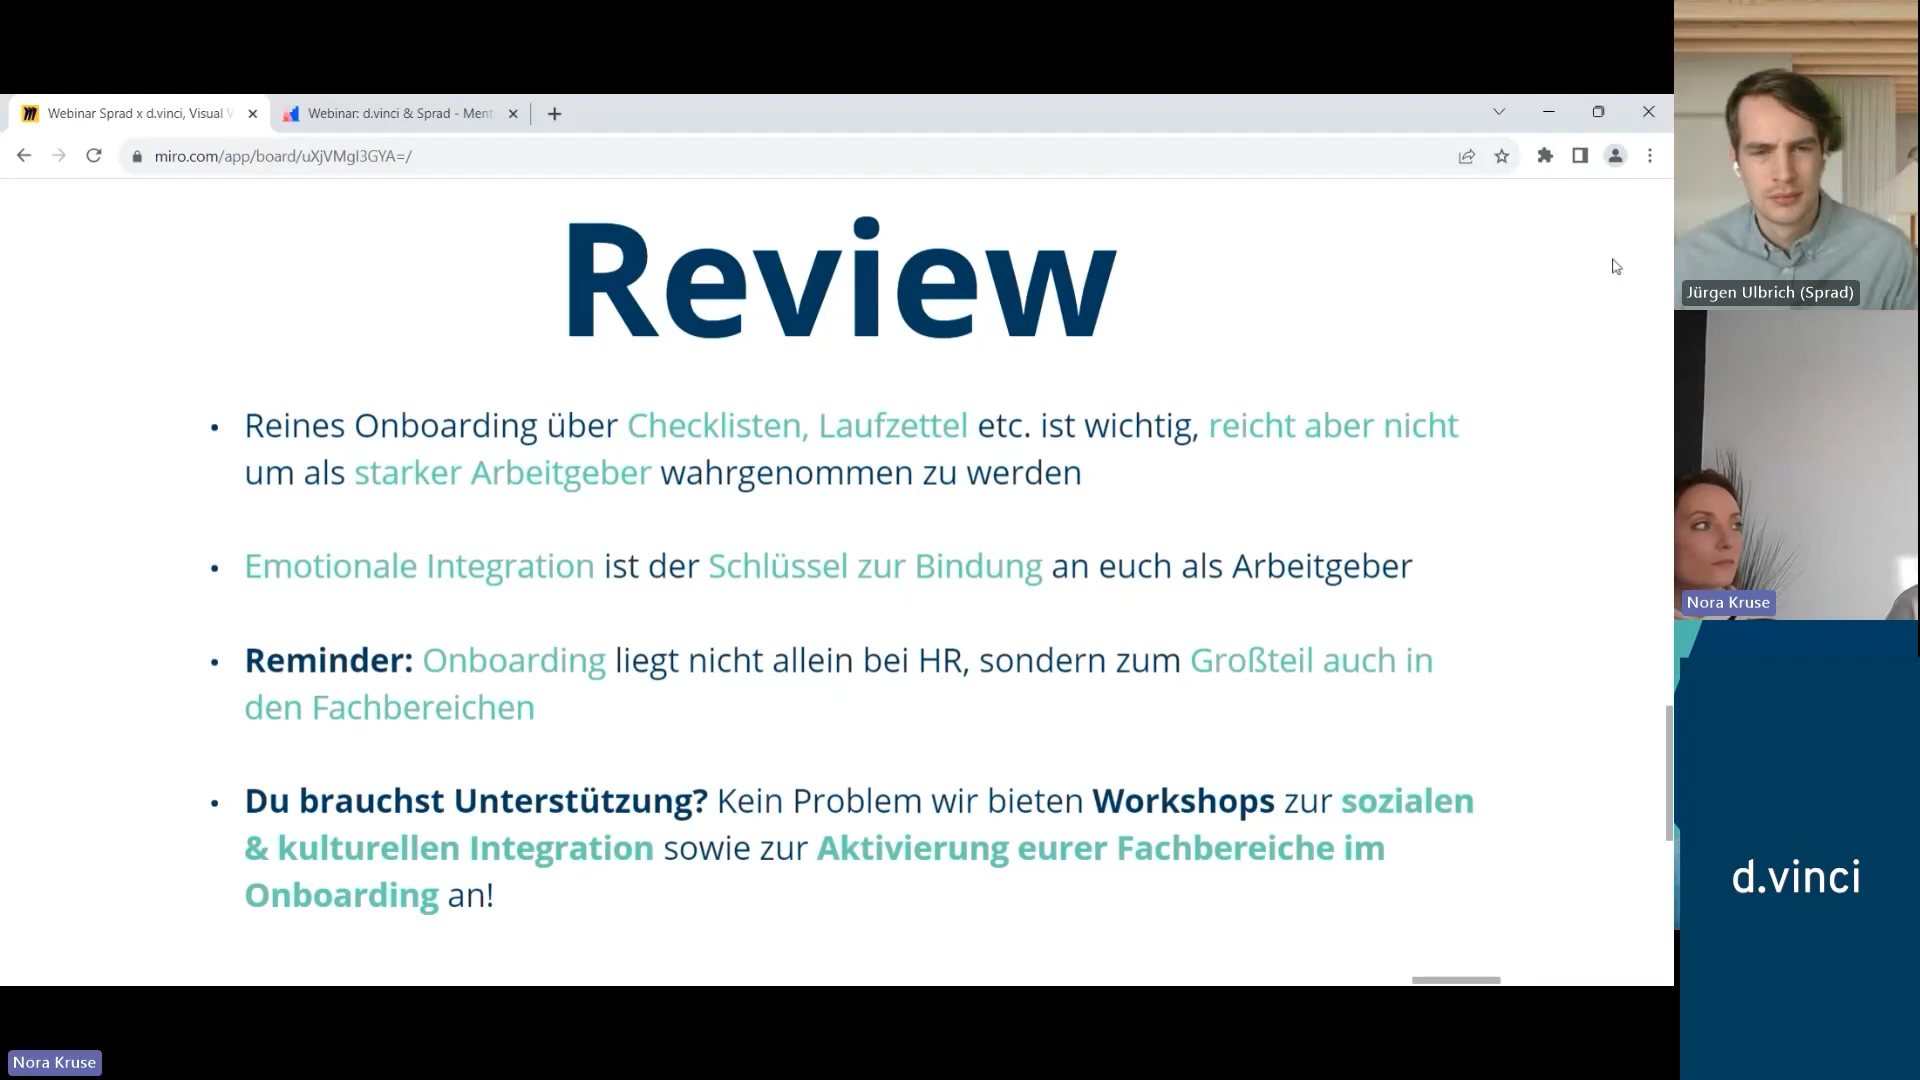 Webinar Sprad x d.vinci, Visual
Webinar: d.vinci & Sprad - Ment
miro.com/app/board/uXjVMgI3GYA=/
Review
• Reines Onboarding über Checklisten, Laufzettel etc. ist wichtig, reicht aber nicht
um als starker Arbeitgeber wahrgenommen zu werden
• Emotionale Integration ist der Schlüssel zur Bindung an euch als Arbeitgeber
• Reminder: Onboarding liegt nicht allein bei HR, sondern zum Großteil auch in
den Fachbereichen
• Du brauchst Unterstützung? Kein Problem wir bieten Workshops zur sozialen
& kulturellen Integration sowie zur Aktivierung eurer Fachbereiche im
Onboarding an!
Jürgen Ulbrich (Sprad)
Nora Kruse
d.vinci
Nora Kruse